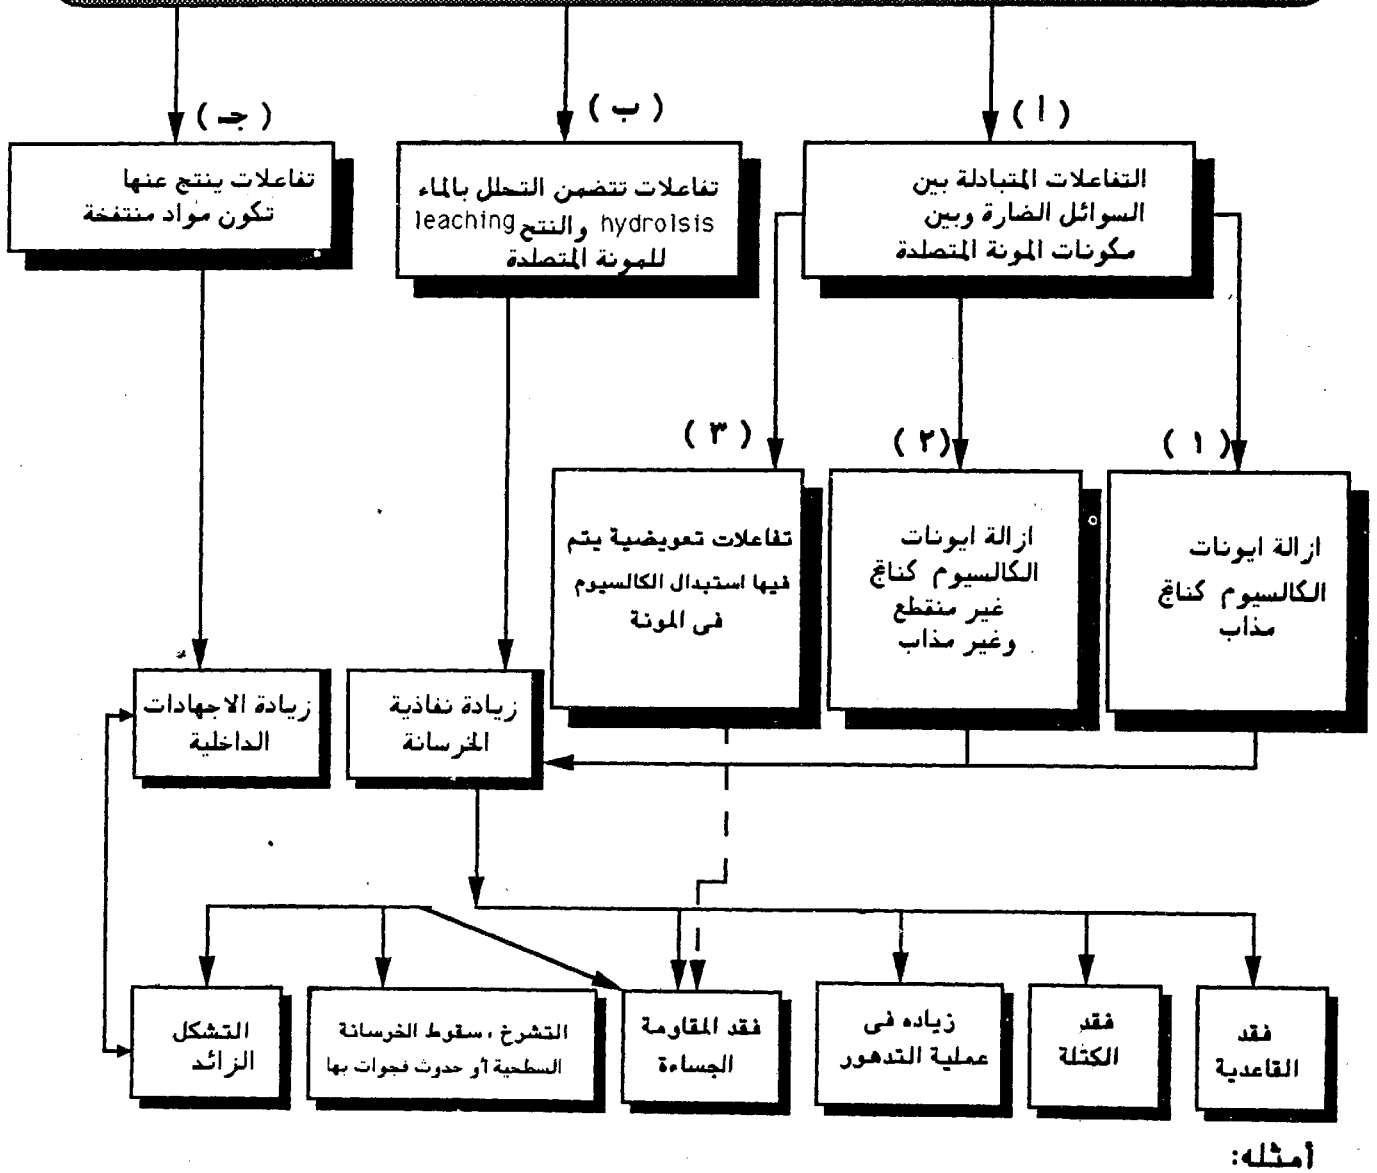 ( أ )
التفاعلات المتبادلة بين
السوائل الضارة وبين
مكونات المونة المتصلدة
( ب )
تفاعلات تتضمن التحلل بالماء
hydrolsis والنتح leaching
للمونة المتصلدة
( جـ )
تفاعلات ينتج عنها
تكون مواد منتفخة
( ١ )
ازالة ايونات
الكالسيوم كناتج
مذاب
( ٢ )
ازالة ايونات
الكالسيوم كناتج
غير منقطع
وغير مذاب
( ٣ )
تفاعلات تعويضية يتم
فيها استبدال الكالسيوم
فى المونة
زيادة نفاذية
الخرسانة
زيادة الاجهادات
الداخلية
فقد
القاعدية
فقد
الكتلة
زياده فى
عملية التدهور
فقد المقاومة
الجساءة
التشرخ ، سقوط الخرسانة
السطحية أو حدوث فجوات بها
التشكل
الزائد
أمثله: